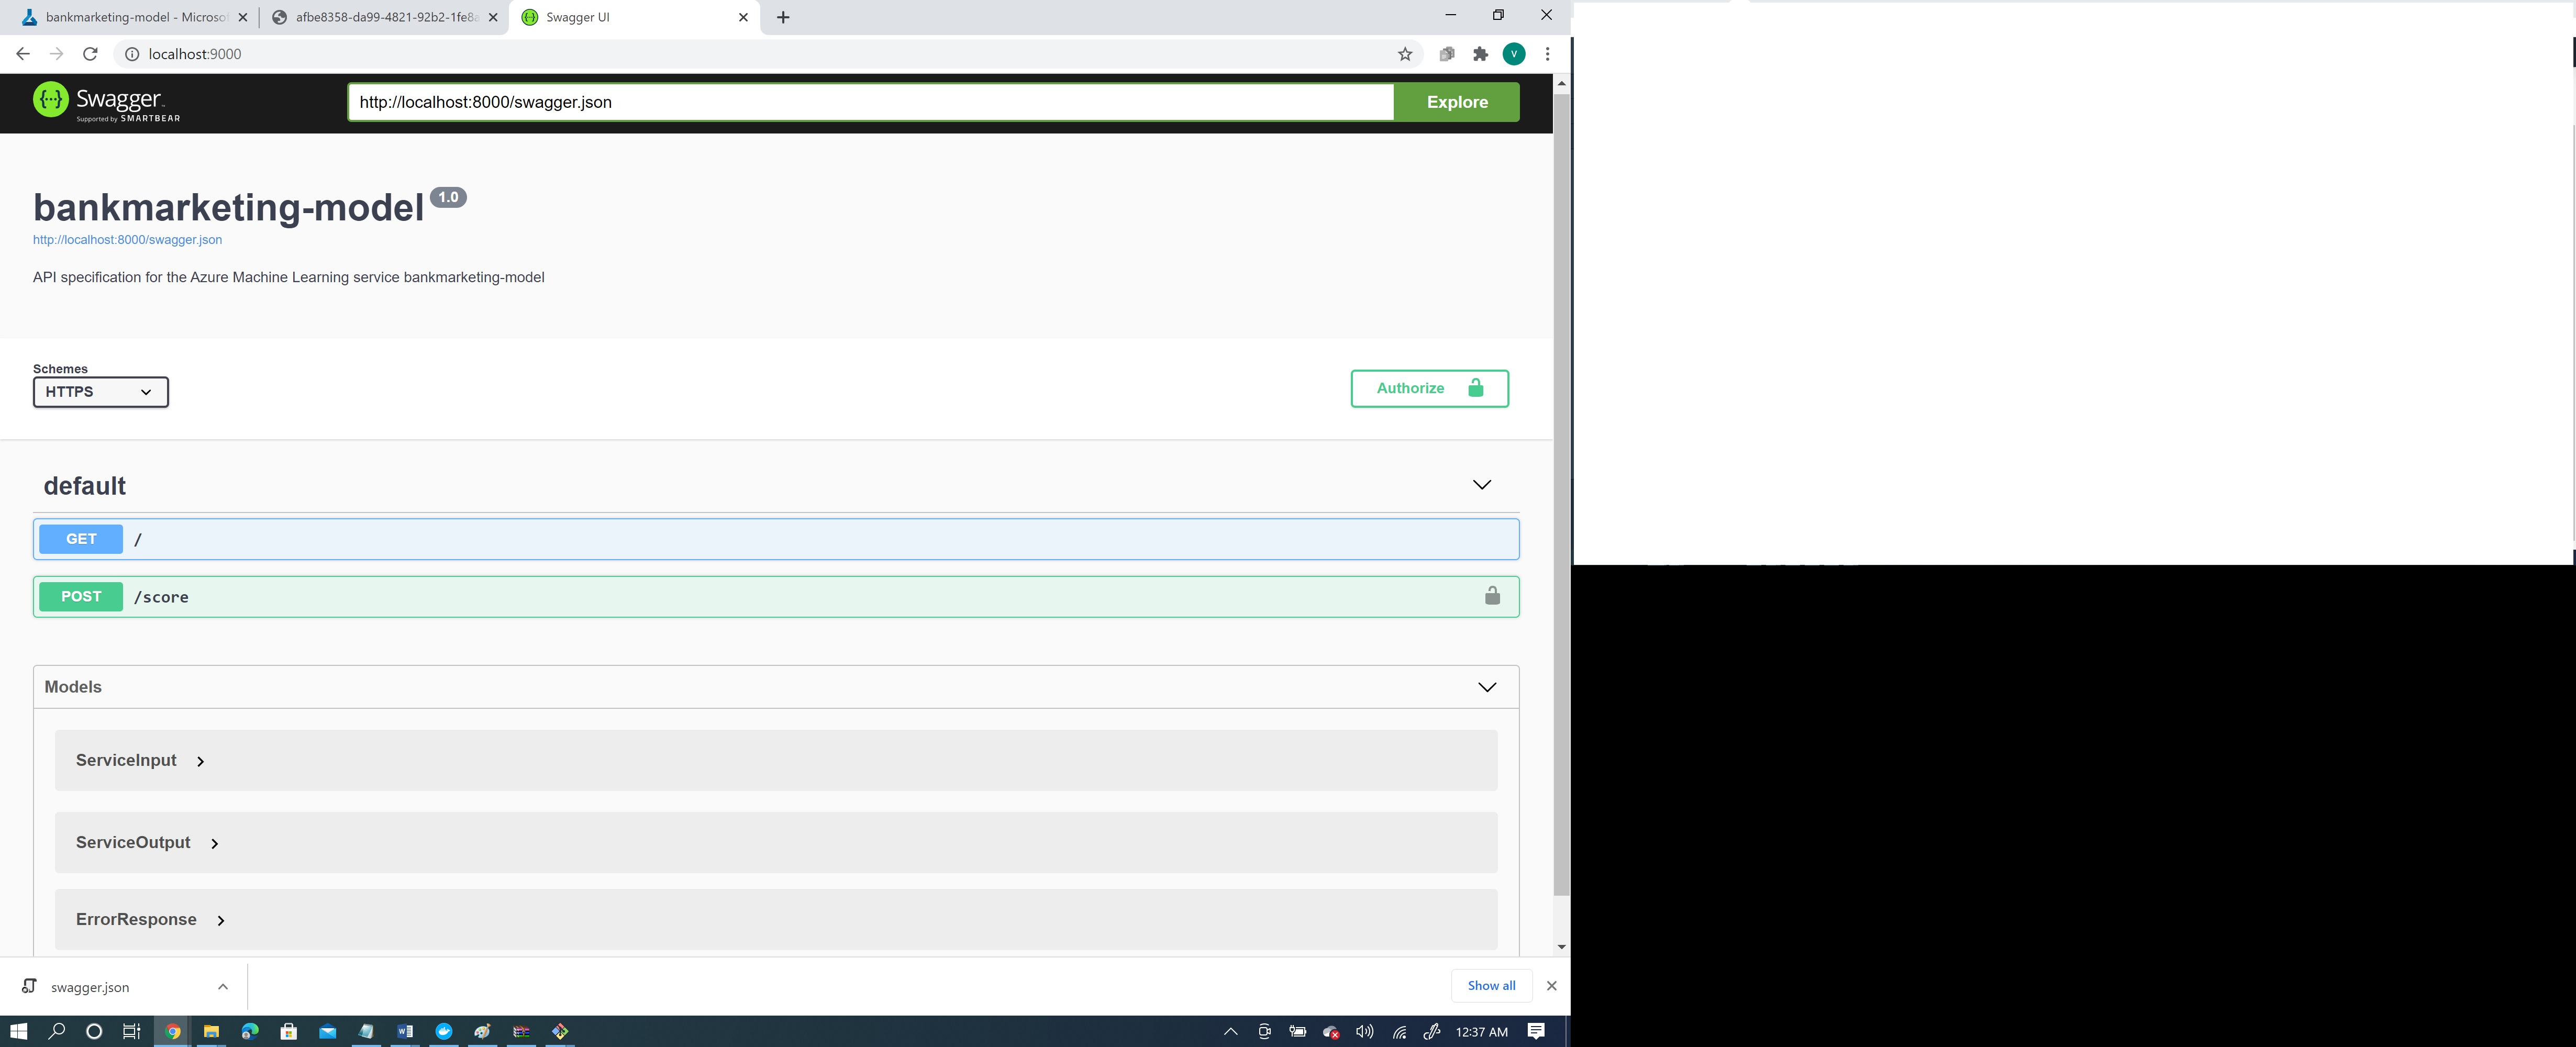 bankmarketing-model - Microso
afbe8358-da99-4821-92b2-1fe8a
Swagger UI
localhost:9000
V
Swagger
Supported by SMARTBEAR
http://localhost:8000/swagger.json
Explore
bankmarketing-model 1.0
http://localhost:8000/swagger.json
API specification for the Azure Machine Learning service bankmarketing-model
Schemes
HTTPS
Authorize
default
GET /
POST /score
Models
ServiceInput
ServiceOutput
ErrorResponse
swagger.json
Show all
12:37 AM